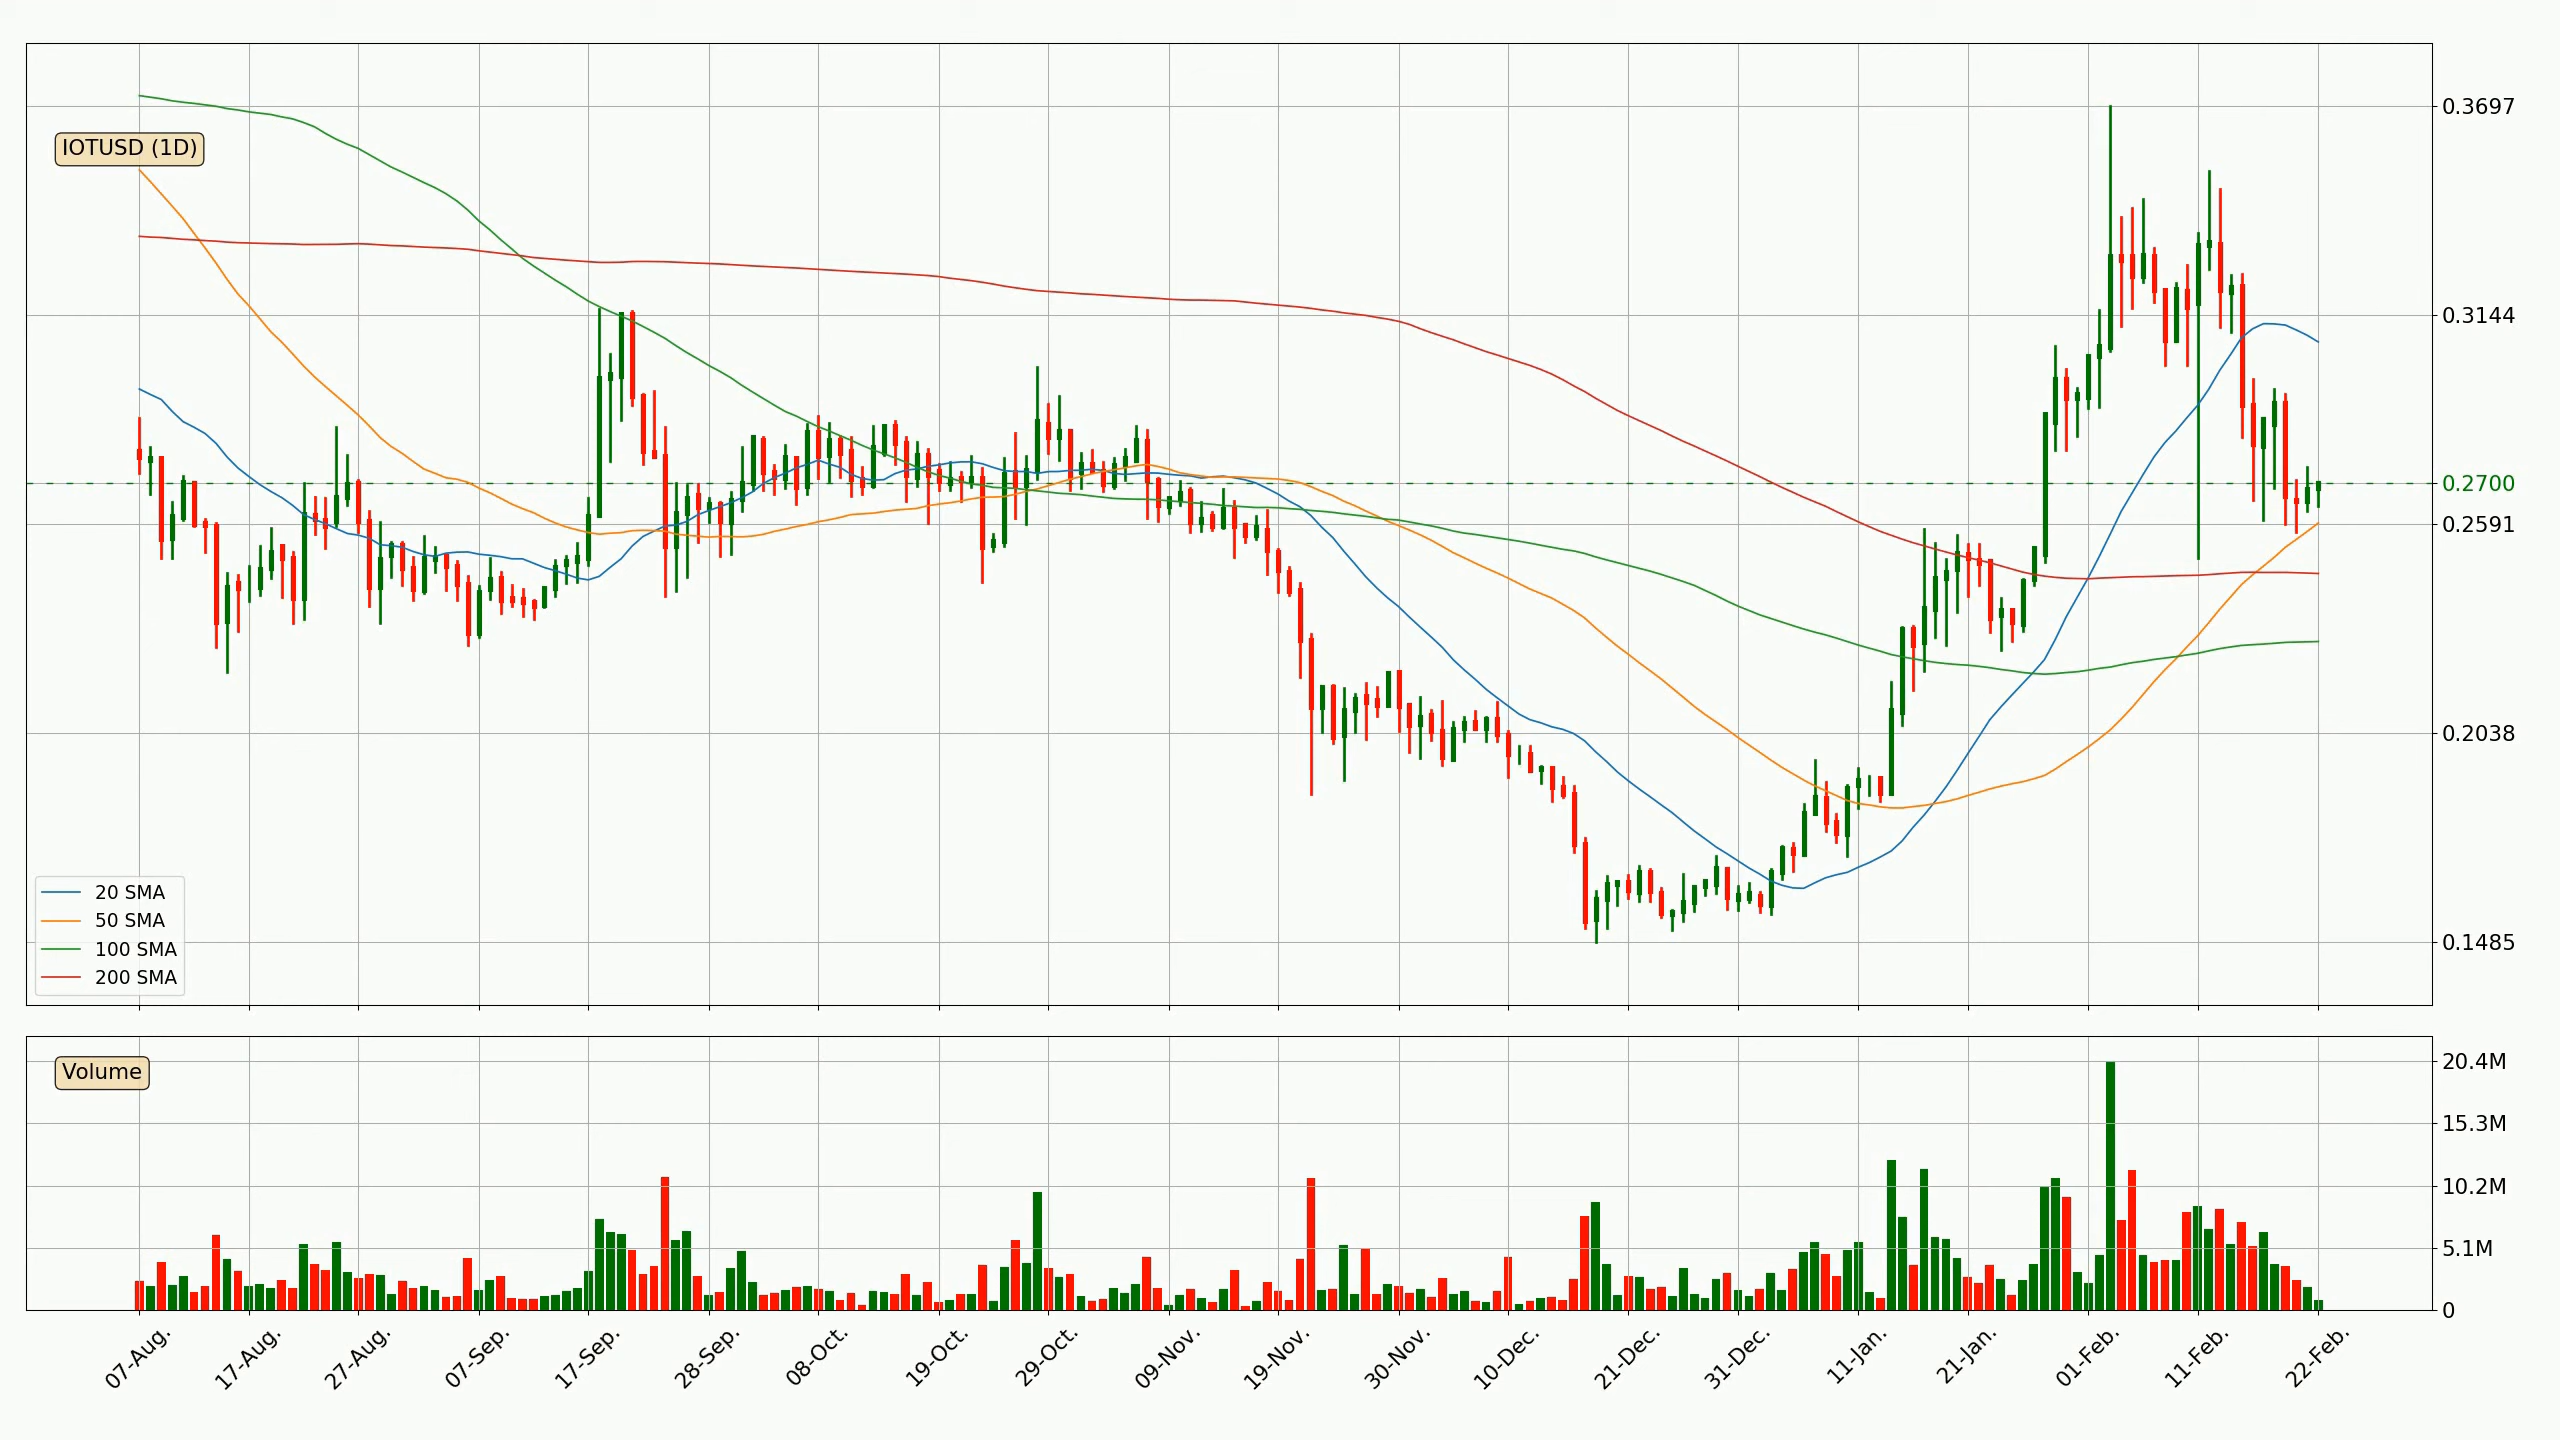 IOTUSD (1D)
0.3697
0.3144
0.2700
0.2591
0.2038
0.1485
20 SMA
50 SMA
100 SMA
200 SMA
Volume
20.4M
15.3M
10.2M
5.1M
0
07-Aug.
17-Aug.
27-Aug.
07-Sep.
17-Sep.
28-Sep.
08-Oct.
19-Oct.
29-Oct.
09-Nov.
19-Nov.
30-Nov.
10-Dec.
21-Dec.
31-Dec.
11-Jan.
21-Jan.
01-Feb.
11-Feb.
22-Feb.